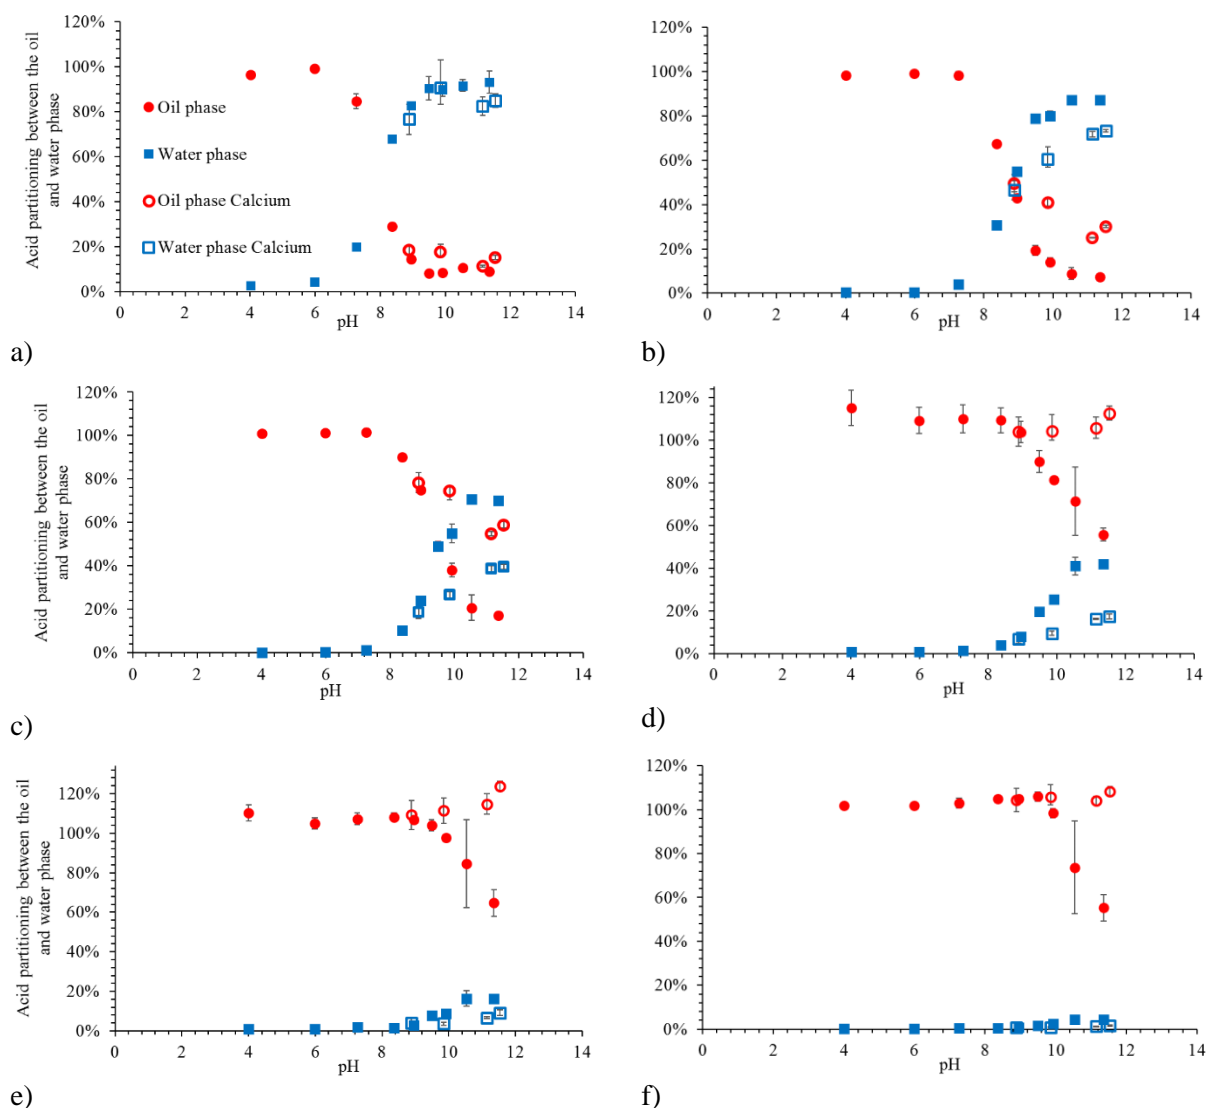 120%
100%
80%
60%
40%
20%
0%
0 2 4 6 8 10 12 14
pH
Acid partitioning between the oil
and water phase
Oil phase
Water phase
Oil phase Calcium
Water phase Calcium
a)
120%
100%
80%
60%
40%
20%
0%
0 2 4 6 8 10 12 14
pH
b)
120%
100%
80%
60%
40%
20%
0%
0 2 4 6 8 10 12 14
pH
Acid partitioning between the oil
and water phase
c)
120%
100%
80%
60%
40%
20%
0%
0 2 4 6 8 10 12 14
pH
d)
120%
100%
80%
60%
40%
20%
0%
0 2 4 6 8 10 12 14
pH
Acid partitioning between the oil
and water phase
e)
120%
100%
80%
60%
40%
20%
0%
0 2 4 6 8 10 12 14
pH
f)